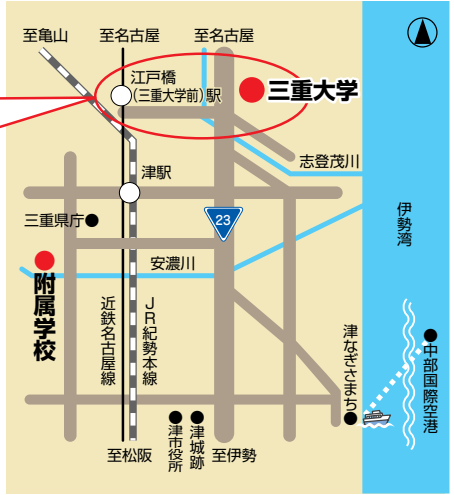 至亀山
至名古屋
至名古屋
江戸橋
(三重大学前)駅
三重大学
志登茂川
津駅
三重県庁
23
伊勢湾
安濃川
附属学校
近鉄名古屋線
JR紀勢本線
津なぎさまち
中部国際空港
津市役所
津城跡
至松阪
至伊勢